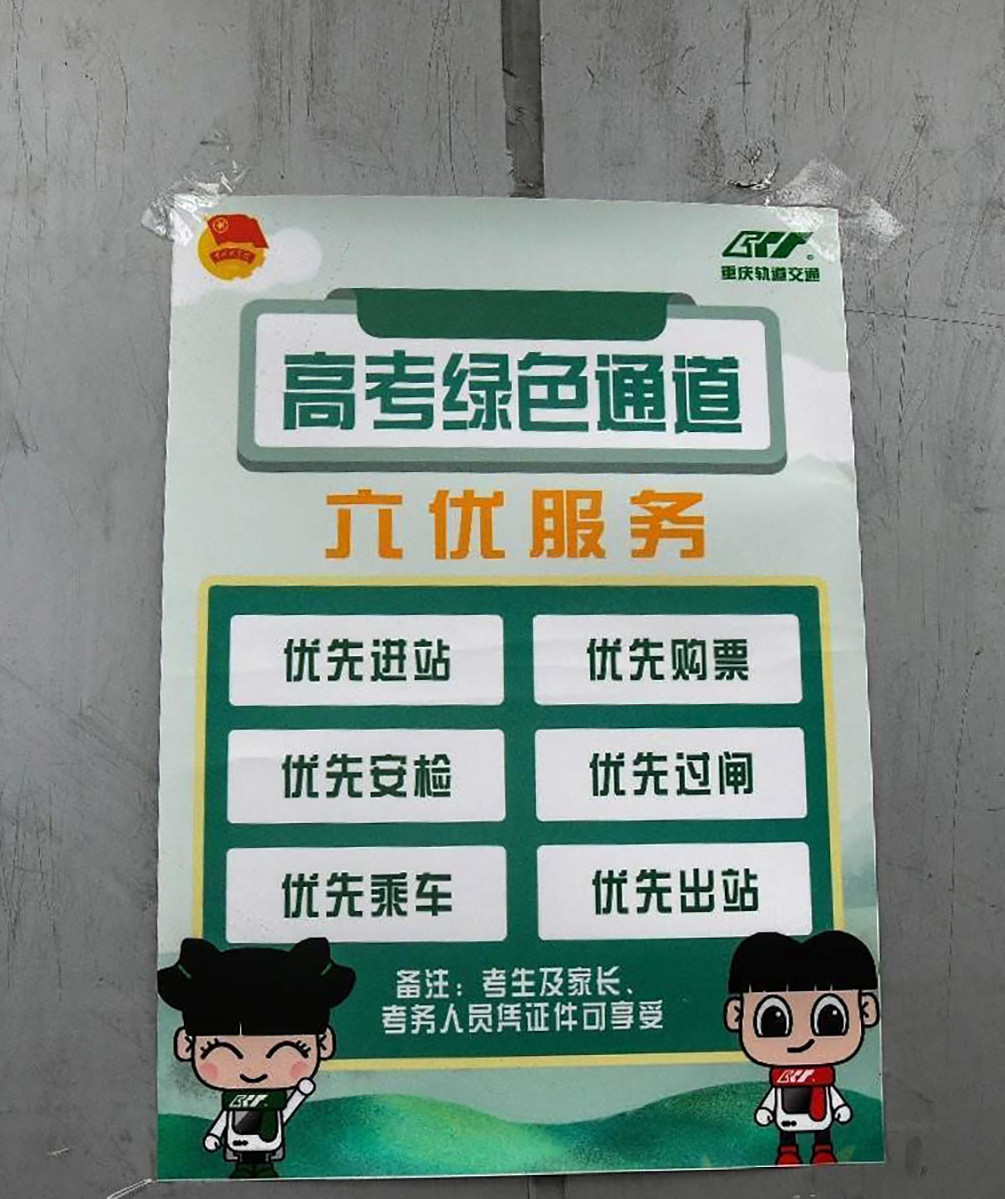 重庆轨道交通
高考绿色通道
六优服务
优先进站
优先购票
优先安检
优先过闸
优先乘车
优先出站
备注：考生及家长、
考务人员凭证件可享受